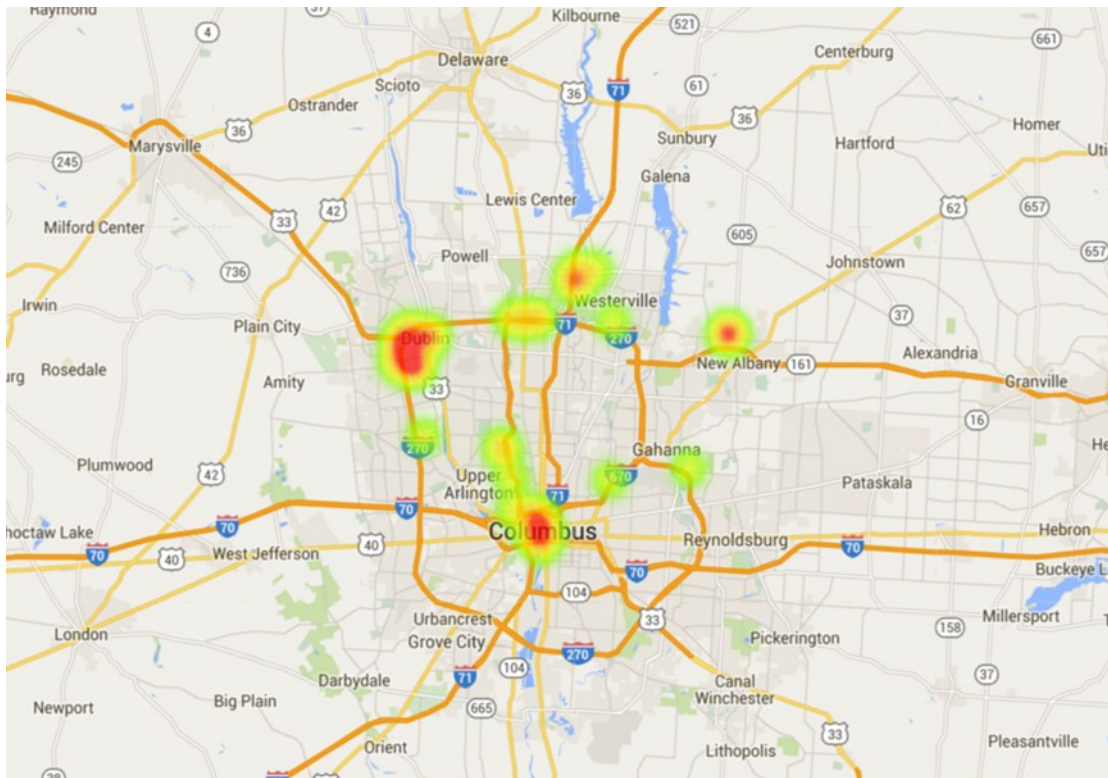 Raymond
4
Kilbourne
521
Delaware
Centerburg
661
Scioto
71
36
61
Ostrander
36
Sunbury
36
Homer
Marysville
Hartford
245
Galena
Lewis Center
42
33
62
657
Milford Center
605
657
Powell
Johnstown
736
Irwin
Westerville
37
Plain City
71
Dublin
270
Alexandria
New Albany
161
Rosedale
Amity
33
Granville
16
270
Gahanna
Plumwood
42
Upper
Arlington
670
Pataskala
71
70
70
Columbus
Hebron
Choctaw Lake
70
40
West Jefferson
40
Reynoldsburg
70
70
Buckeye L
104
Millersport
Urbancrest
33
London
158
Grove City
Pickerington
270
104
71
37
Darbydale
Canal
Winchester
Big Plain
665
Newport
33
Pleasantville
Orient
Lithopolis
38
62